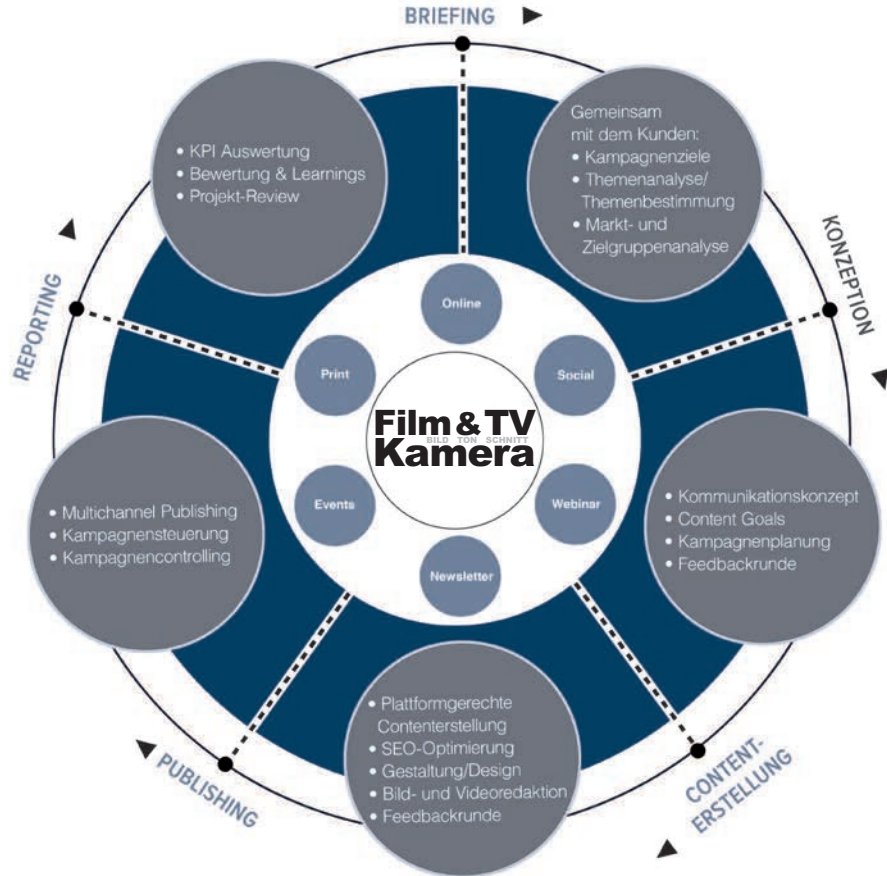 BRIEFING
Gemeinsam
mit dem Kunden:
• Kampagnenziele
• Themenanalyse/
Themenbestimmung
• Markt- und
Zielgruppenanalyse
KONZEPTION
• Kommunikationskonzept
• Content Goals
• Kampagnenplanung
• Feedbackrunde
CONTENT-
ERSTELLUNG
• Plattformgerechte
Contenterstellung
• SEO-Optimierung
• Gestaltung/Design
• Bild- und Videoredaktion
• Feedbackrunde
PUBLISHING
• Multichannel Publishing
• Kampagnensteuerung
• Kampagnencontrolling
REPORTING
• KPI Auswertung
• Bewertung & Learnings
• Projekt-Review
Online
Social
Webinar
Newsletter
Events
Print
Film & TV
BILD TON SCHNITT
Kamera